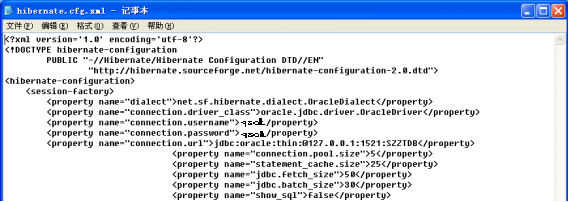 hibernate.cfg.xml - 记事本
文件(F) 编辑(E) 格式(O) 查看(V) 帮助(H)
<?xml version='1.0' encoding='utf-8'?>
<!DOCTYPE hibernate-configuration
PUBLIC "-//Hibernate/Hibernate Configuration DTD//EN"
"http://hibernate.sourceforge.net/hibernate-configuration-2.0.dtd">
<hibernate-configuration>
<session-factory>
<property name="dialect">net.sf.hibernate.dialect.OracleDialect</property>
<property name="connection.driver_class">oracle.jdbc.driver.OracleDriver</property>
<property name="connection.username"> /property>
<property name="connection.password"> /property>
<property name="connection.url">jdbc:oracle:thin:@127.0.0.1:1521:SZZTDB</property>
<property name="connection.pool.size">5</property>
<property name="statement_cache.size">25</property>
<property name="jdbc.fetch_size">50</property>
<property name="jdbc.batch_size">30</property>
<property name="show_sql">false</property>